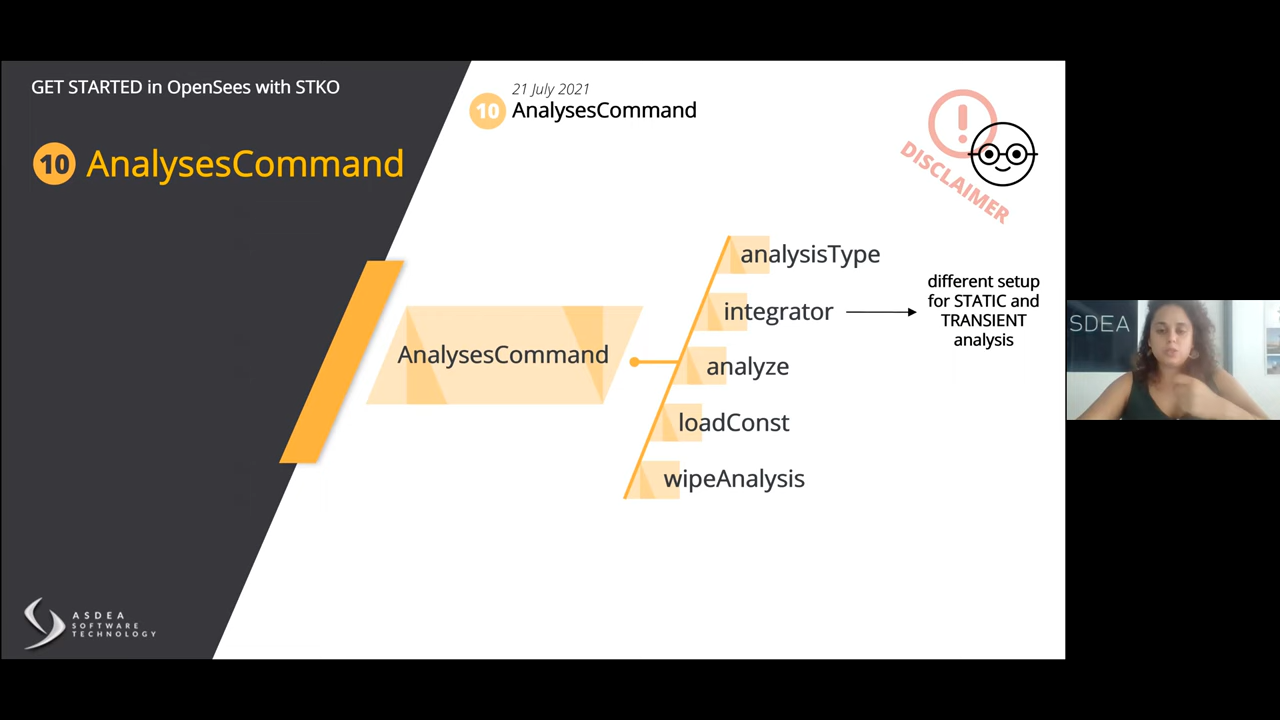 GET STARTED in OpenSees with STKO
10 AnalysesCommand
21 July 2021
10 AnalysesCommand
DISCLAIMER
AnalysesCommand
analysisType
integrator
analyze
loadConst
wipeAnalysis
different setup
for STATIC and
TRANSIENT
analysis
SDEA
ASDEA
SOFTWARE
TECHNOLOGY